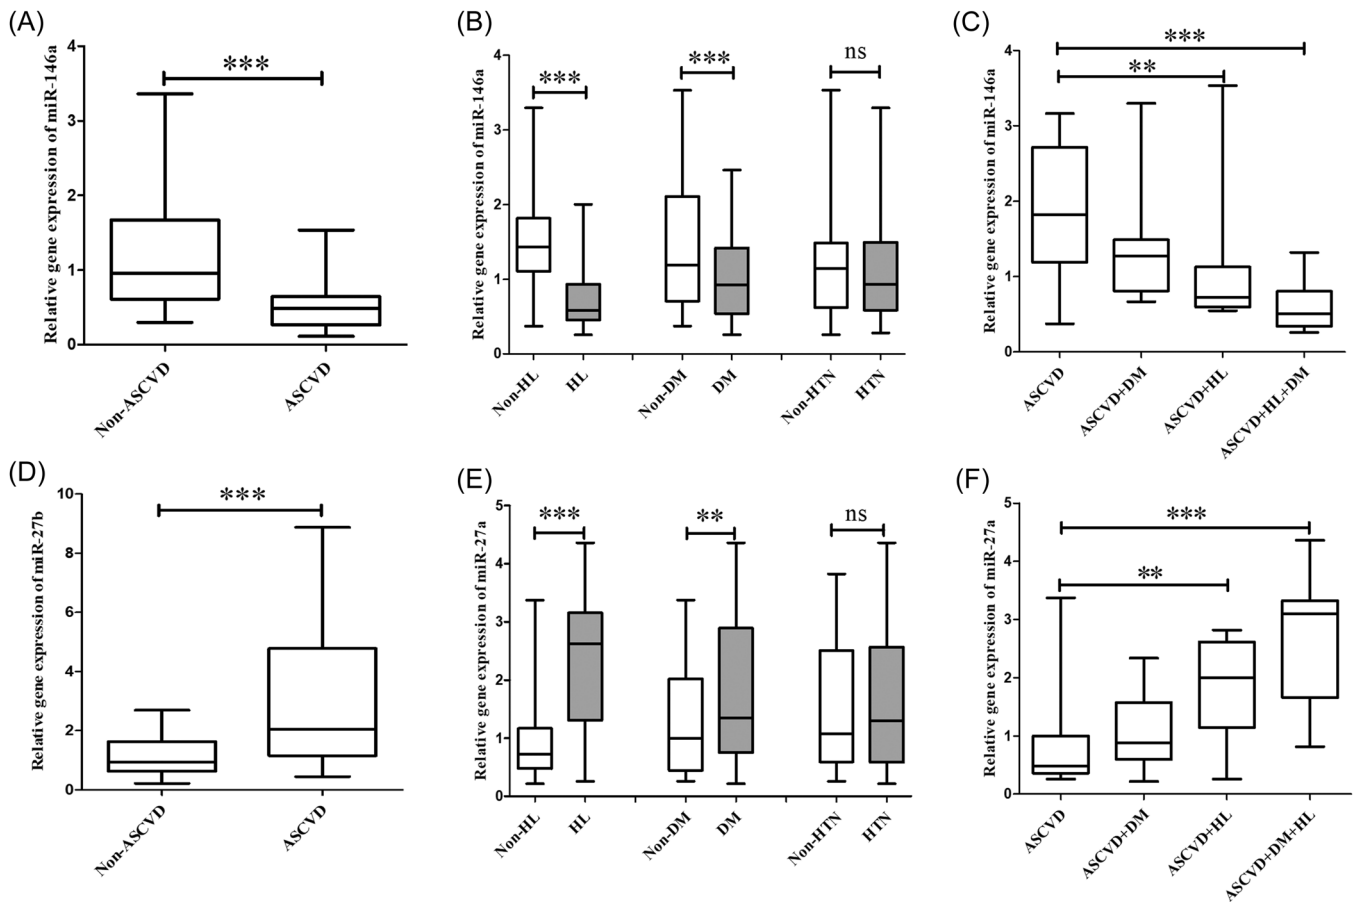 (A)
Relative gene expression of miR-146a
4
3
2
1
0
***
Non-ASCVD
ASCVD
(B)
Relative gene expression of miR-146a
4
3
2
1
0
***
***
ns
Non-HL
HL
Non-DM
DM
Non-HTN
HTN
(C)
Relative gene expression of miR-146a
4
3
2
1
0
***
**
ASCVD
ASCVD+DM
ASCVD+HL
ASCVD+HL+DM
(D)
Relative gene expression of miR-27b
10
8
6
4
2
0
***
Non-ASCVD
ASCVD
(E)
Relative gene expression of miR-27a
5
4
3
2
1
0
***
**
ns
Non-HL
HL
Non-DM
DM
Non-HTN
HTN
(F)
Relative gene expression of miR-27a
5
4
3
2
1
0
***
**
ASCVD
ASCVD+DM
ASCVD+HL
ASCVD+DM+HL